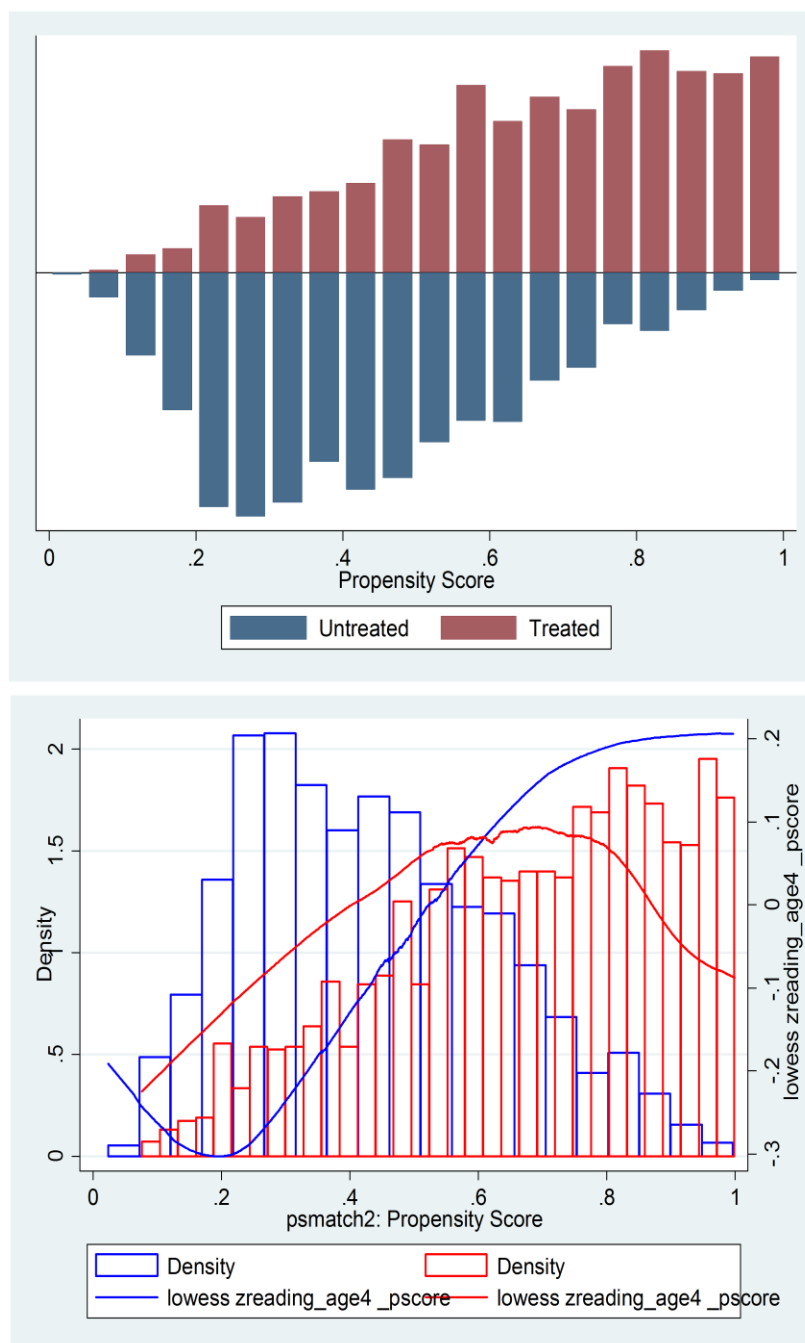 0 .2 .4 .6 .8 1
Propensity Score
Untreated Treated
Density
0 .5 1 1.5 2
lowess zreading_age4 _pscore
-.3 -.2 -.1 0 .1 .2
0 .2 .4 .6 .8 1
psmatch2: Propensity Score
Density Density
lowess zreading_age4 _pscore lowess zreading_age4 _pscore